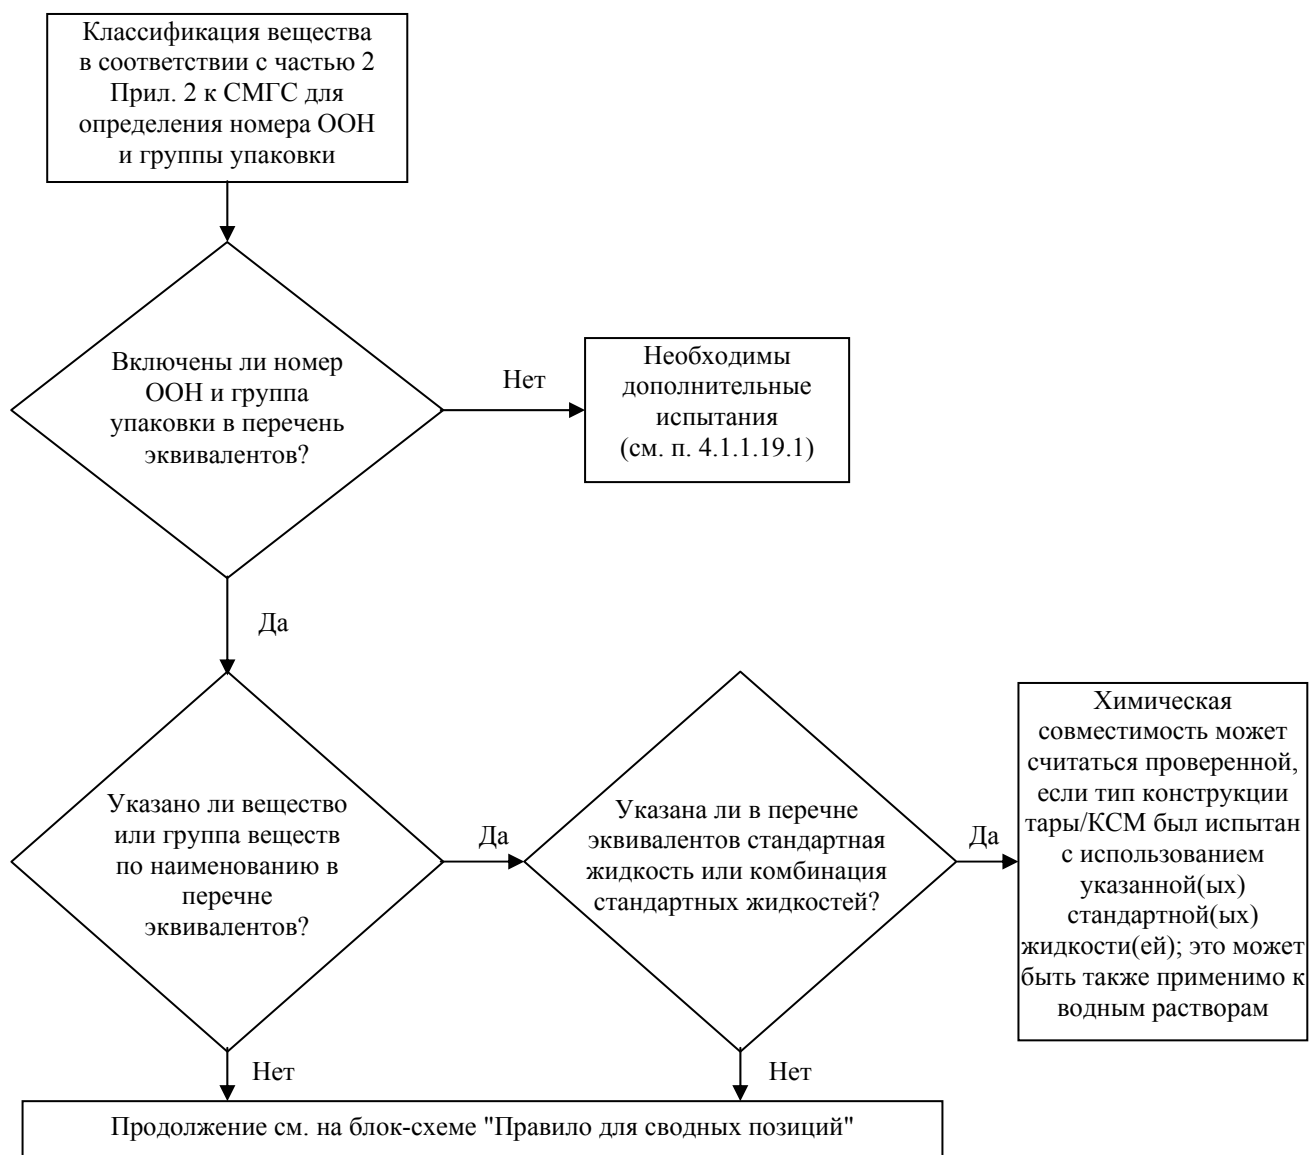 Классификация вещества
в соответствии с частью 2
Прил. 2 к СМГС для
определения номера ООН
и группы упаковки
Включены ли номер
ООН и группа
упаковки в перечень
эквивалентов?
Нет
Необходимы
дополнительные
испытания
(см. п. 4.1.1.19.1)
Да
Указано ли вещество
или группа веществ
по наименованию в
перечне
эквивалентов?
Да
Указана ли в перечне
эквивалентов стандартная
жидкость или комбинация
стандартных жидкостей?
Да
Химическая
совместимость может
считаться проверенной,
если тип конструкции
тары/КСМ был испытан
с использованием
указанной(ых)
стандартной(ых)
жидкости(ей); это может
быть также применимо к
водным растворам
Нет
Нет
Продолжение см. на блок-схеме "Правило для сводных позиций"